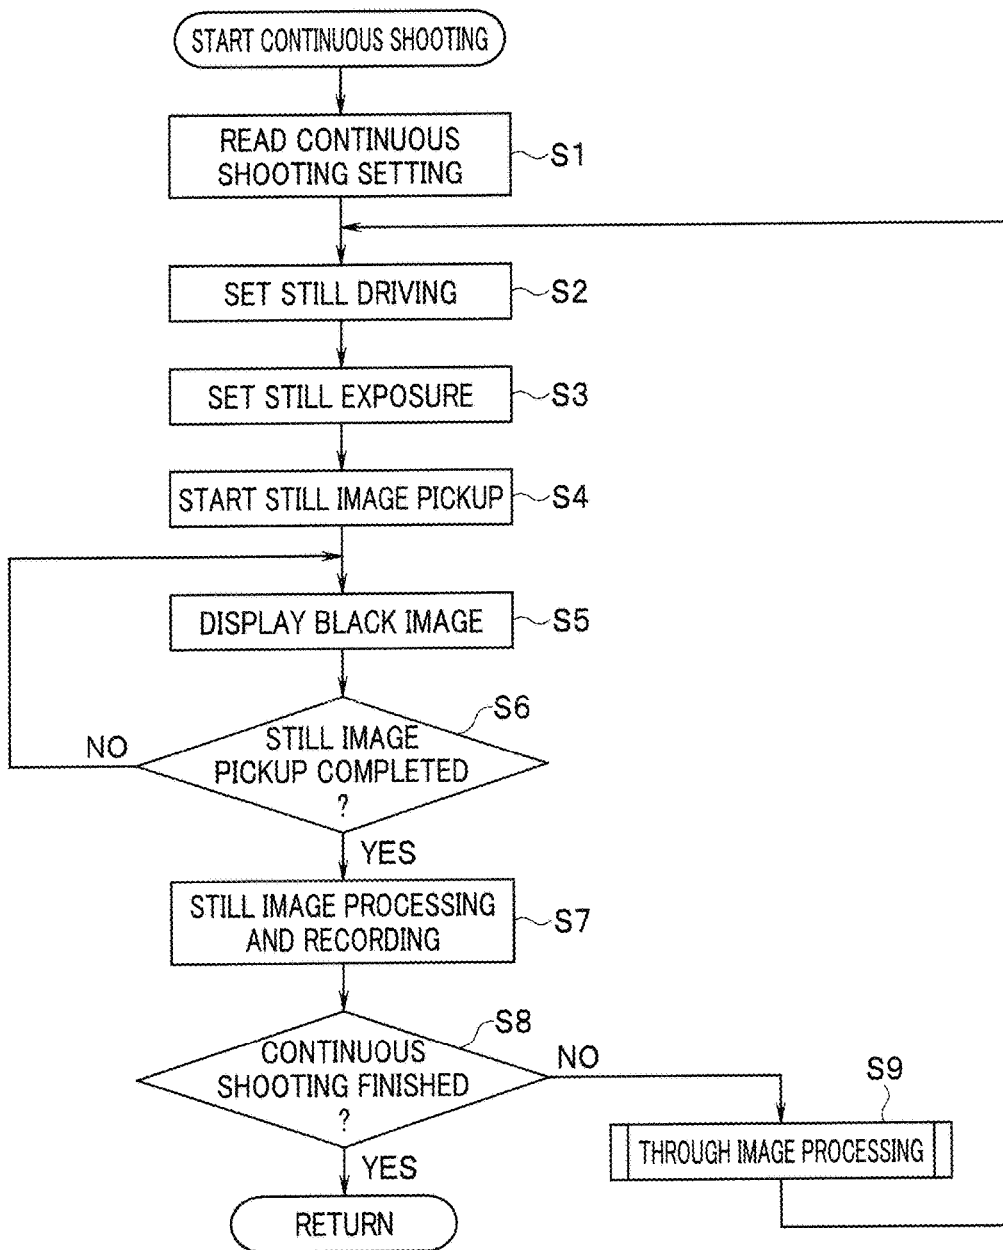 START CONTINUOUS SHOOTING
READ CONTINUOUS
SHOOTING SETTING
S1
SET STILL DRIVING
S2
SET STILL EXPOSURE
S3
START STILL IMAGE PICKUP
S4
DISPLAY BLACK IMAGE
S5
S6
STILL IMAGE
PICKUP COMPLETED
?
NO
YES
STILL IMAGE PROCESSING
AND RECORDING
S7
S8
CONTINUOUS
SHOOTING FINISHED
?
NO
S9
THROUGH IMAGE PROCESSING
YES
RETURN